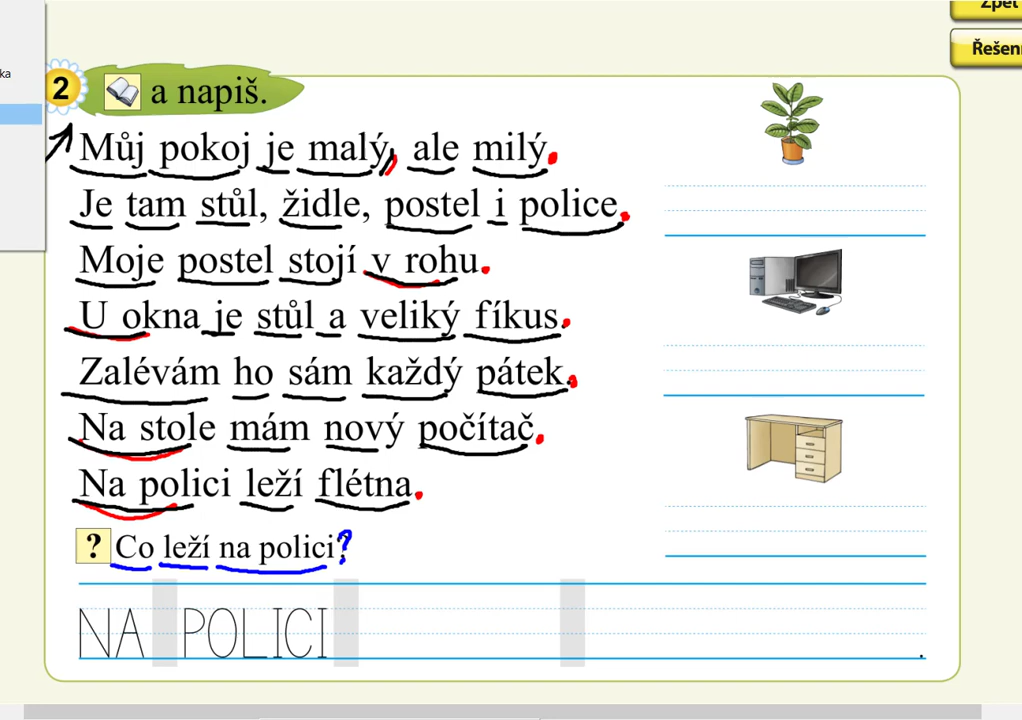 Zpět
ka
Řešení
2 a napiš.
Můj pokoj je malý, ale milý.
Je tam stůl, židle, postel i police.
Moje postel stojí v rohu.
U okna je stůl a veliký fíkus.
Zalévám ho sám každý pátek.
Na stole mám nový počítač.
Na polici leží flétna.
? Co leží na polici?
NA POLICI .